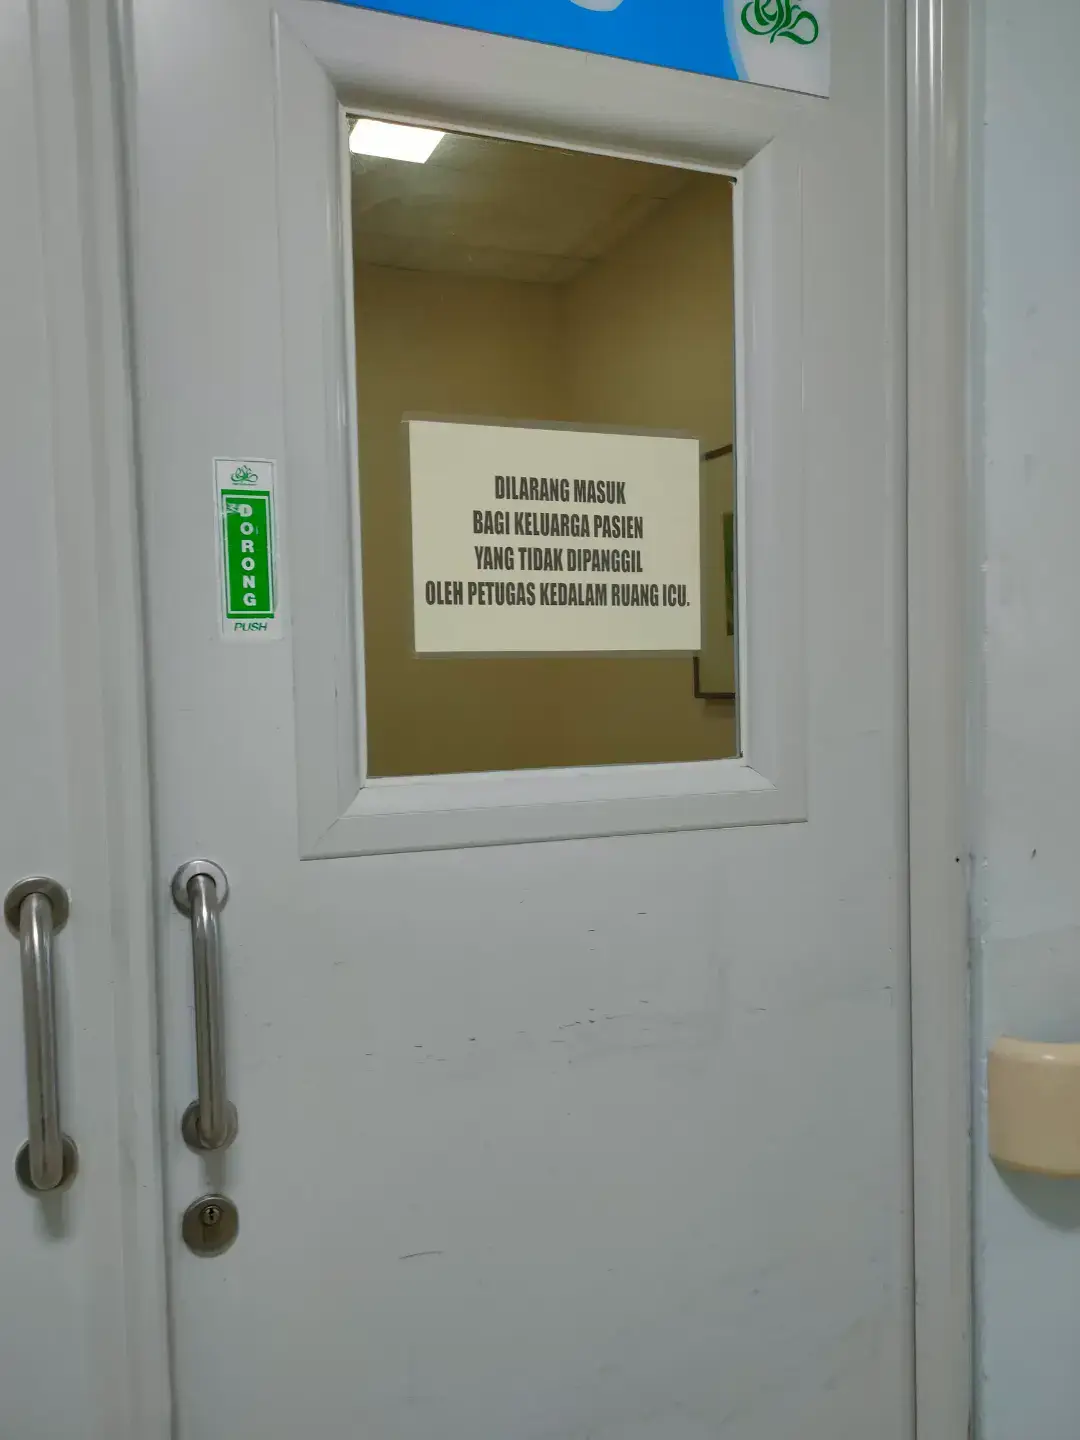 DILARANG MASUK
BAGI KELUARGA PASIEN
YANG TIDAK DIPANGGIL
OLEH PETUGAS KEDALAM RUANG ICU.
DORONG
PUSH